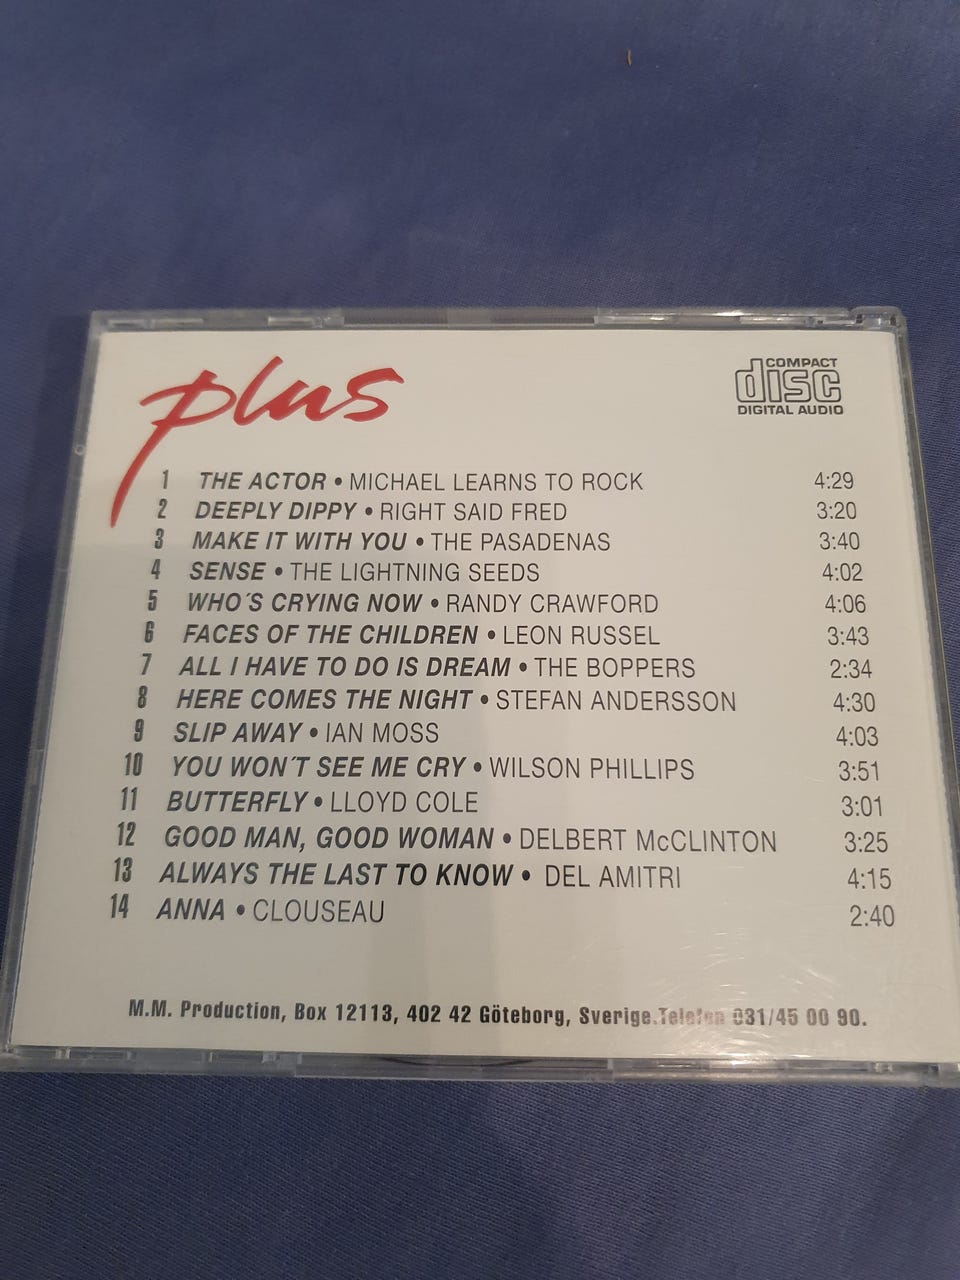 plus
COMPACT
disc
DIGITAL AUDIO
1 THE ACTOR • MICHAEL LEARNS TO ROCK 4:29
2 DEEPLY DIPPY • RIGHT SAID FRED 3:20
3 MAKE IT WITH YOU • THE PASADENAS 3:40
4 SENSE • THE LIGHTNING SEEDS 4:02
5 WHO´S CRYING NOW • RANDY CRAWFORD 4:06
6 FACES OF THE CHILDREN • LEON RUSSEL 3:43
7 ALL I HAVE TO DO IS DREAM • THE BOPPERS 2:34
8 HERE COMES THE NIGHT • STEFAN ANDERSSON 4:30
9 SLIP AWAY • IAN MOSS 4:03
10 YOU WON´T SEE ME CRY • WILSON PHILLIPS 3:51
11 BUTTERFLY • LLOYD COLE 3:01
12 GOOD MAN, GOOD WOMAN • DELBERT McCLINTON 3:25
13 ALWAYS THE LAST TO KNOW • DEL AMITRI 4:15
14 ANNA • CLOUSEAU 2:40
M.M. Production, Box 12113, 402 42 Göteborg, Sverige.Telefon 031/45 00 90.